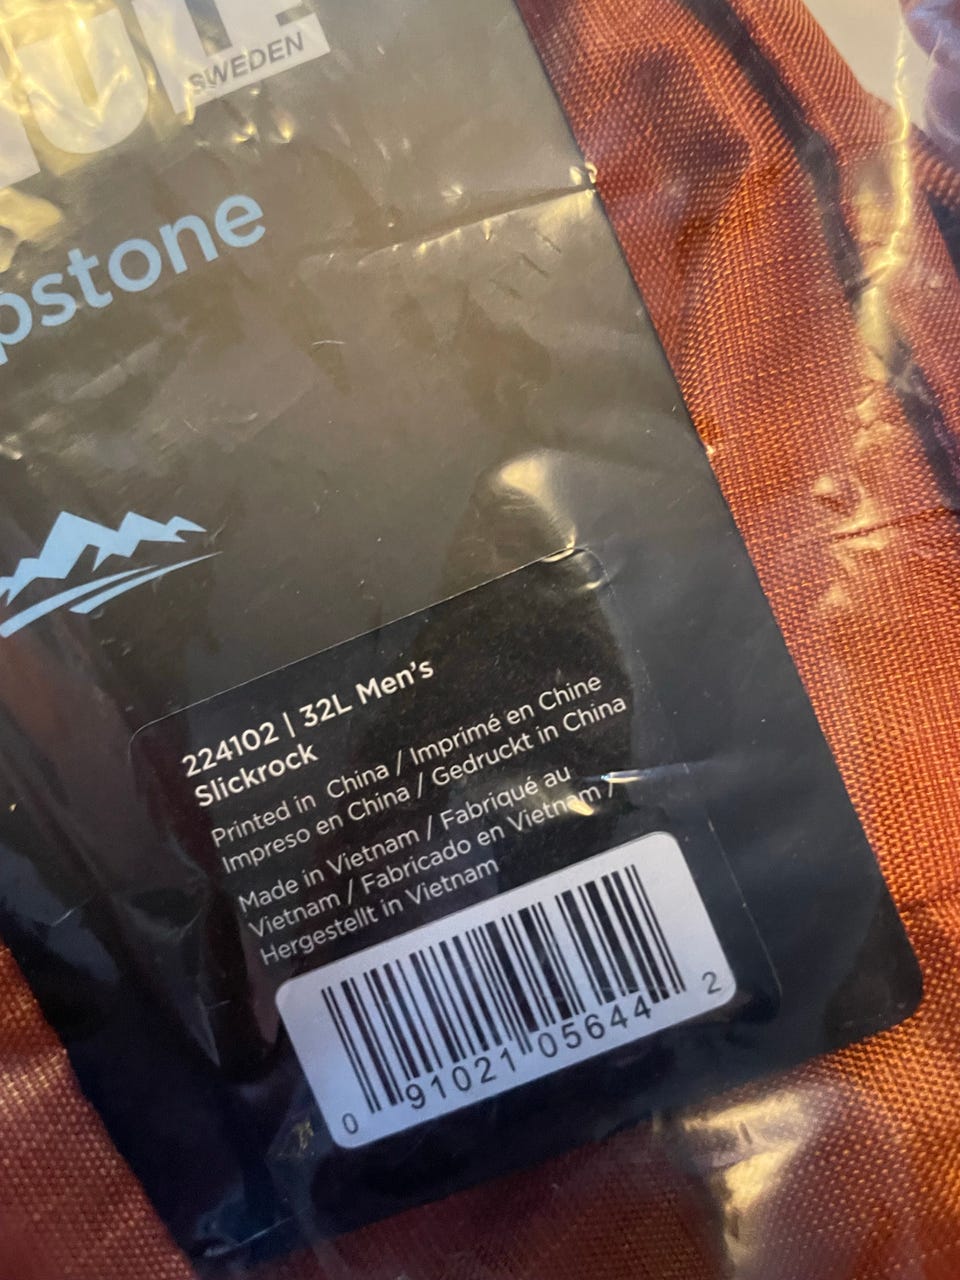 SWEDEN
pstone
224102 | 32L Men's
Slickrock
Printed in China / Imprimé en Chine
Impreso en China / Gedruckt in China
Made in Vietnam / Fabriqué au
Vietnam / Fabricado en Vietnam /
Hergestellt in Vietnam
0 91021 05644 2